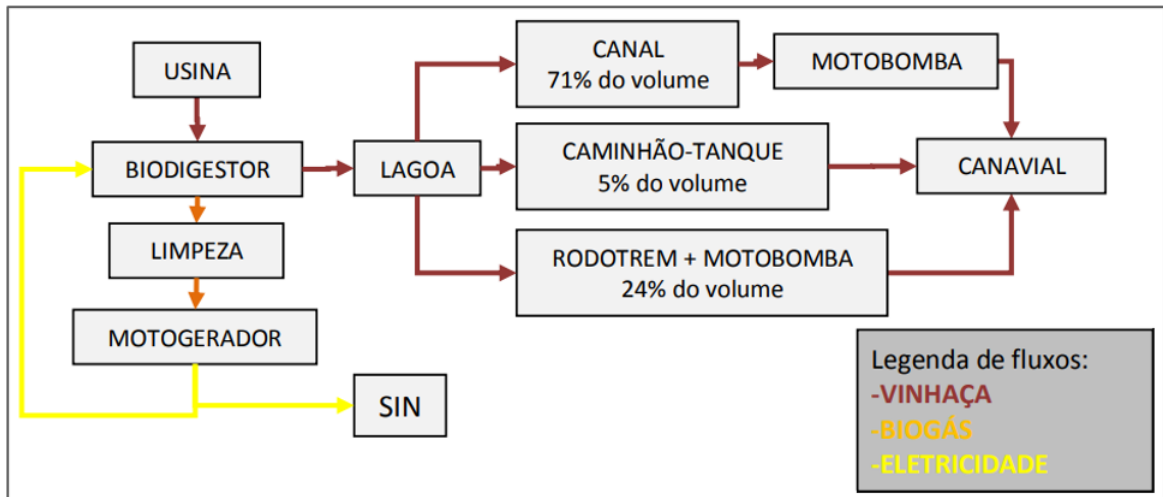 USINA
BIODIGESTOR
LIMPEZA
MOTOGERADOR
SIN
LAGOA
CANAL
71% do volume
MOTOBOMBA
CAMINHÃO-TANQUE
5% do volume
RODOTREM + MOTOBOMBA
24% do volume
CANAVIAL
Legenda de fluxos:
-VINHAÇA
-BIOGÁS
-ELETRICIDADE